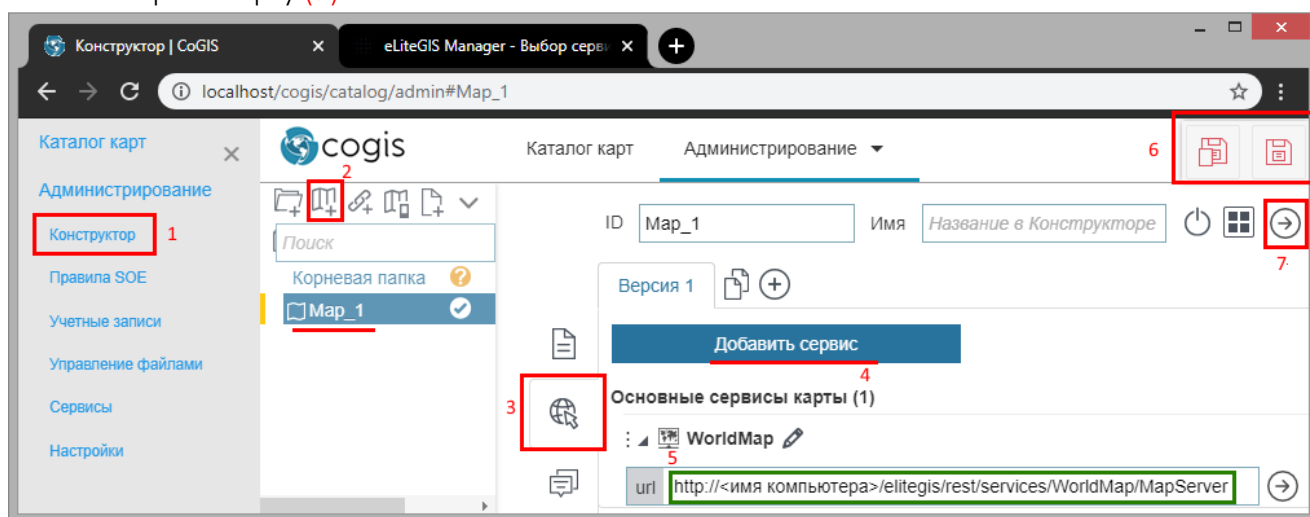 Конструктор | CoGIS
eLiteGIS Manager - Выбор серв
localhost/cogis/catalog/admin#Map_1
Каталог карт
cogis
Каталог карт
Администрирование
6
2
Администрирование
Конструктор
1
ID
Map_1
Имя
Название в Конструкторе
7
Поиск
Правила SOE
Корневая папка
?
Версия 1
Map_1
Учетные записи
Добавить сервис
4
Управление файлами
3
Основные сервисы карты (1)
Сервисы
WorldMap
5
Настройки
url
http://<имя компьютера>/elitegis/rest/services/WorldMap/MapServer